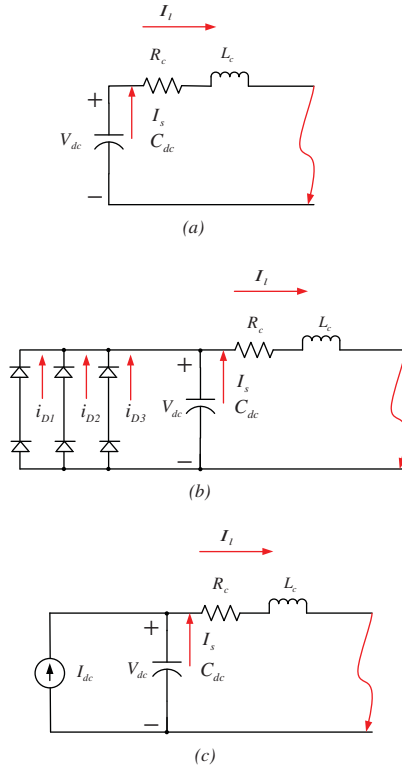 I_l
R_c
L_c
+
I_s
V_dc
C_dc
−
(a)
I_l
R_c
L_c
+
I_s
i_D1
i_D2
i_D3
V_dc
C_dc
−
(b)
I_l
R_c
L_c
+
I_s
I_dc
V_dc
C_dc
−
(c)